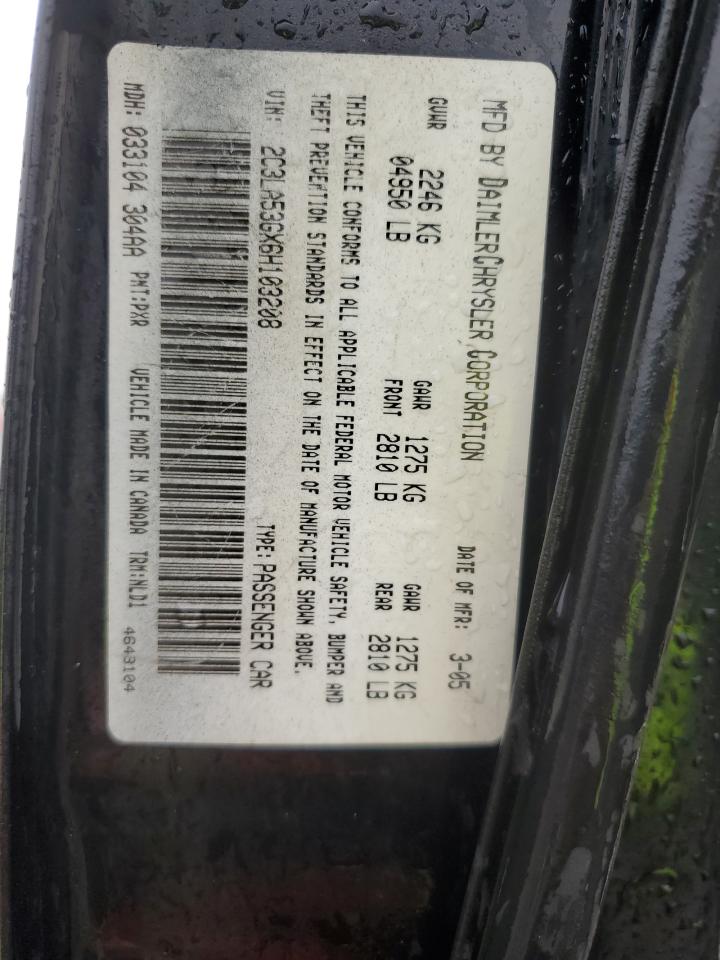 MFD BY DAIMLERCHRYSLER CORPORATION DATE OF MFR: 3-05
GVWR 2246 KG GAWR 1275 KG GAWR 1275 KG
04950 LB FRONT 2810 LB REAR 2810 LB
THIS VEHICLE CONFORMS TO ALL APPLICABLE FEDERAL MOTOR VEHICLE SAFETY, BUMPER AND
THEFT PREVENTION STANDARDS IN EFFECT ON THE DATE OF MANUFACTURE SHOWN ABOVE.
VIN: 2C3LA53GX6H103208 TYPE: PASSENGER CAR
MDH: 033104 304AA PNT:PXR VEHICLE MADE IN CANADA TRM:NLD1
4643104